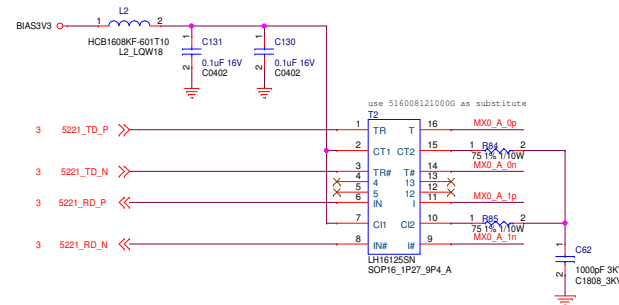 L2
BIAS3V3
1 2
HCB1608KF-601T10
L2_LQW18
1
C131
0.1uF 16V
C0402
2
1
C130
0.1uF 16V
C0402
2
use 516008121000G as substitute
T2
3 5221_TD_P 1 TR T 16 MX0_A_0p
2 CT1 CT2 15 1 R84 2
75 1% 1/10W
3 5221_TD_N 3 TR# T# 14 MX0_A_0n
4 4 13 13
5 5 12 12
3 5221_RD_P 6 IN I 11 MX0_A_1p
7 CI1 CI2 10 1 R85 2
75 1% 1/10W
3 5221_RD_N 8 IN# I# 9 MX0_A_1n
LH16125SN
SOP16_1P27_9P4_A
1
C62
1000pF 3KV
C1808_3KV
2